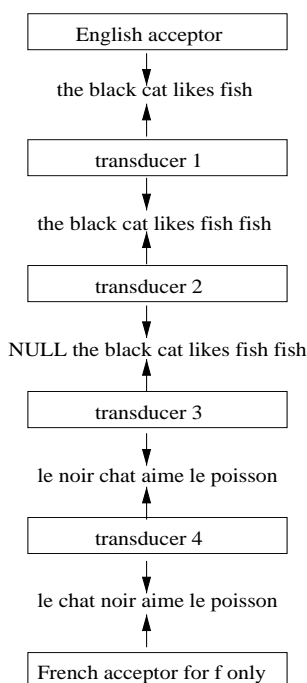 English acceptor
the black cat likes fish
transducer 1
the black cat likes fish fish
transducer 2
NULL the black cat likes fish fish
transducer 3
le noir chat aime le poisson
transducer 4
le chat noir aime le poisson
French acceptor for f only